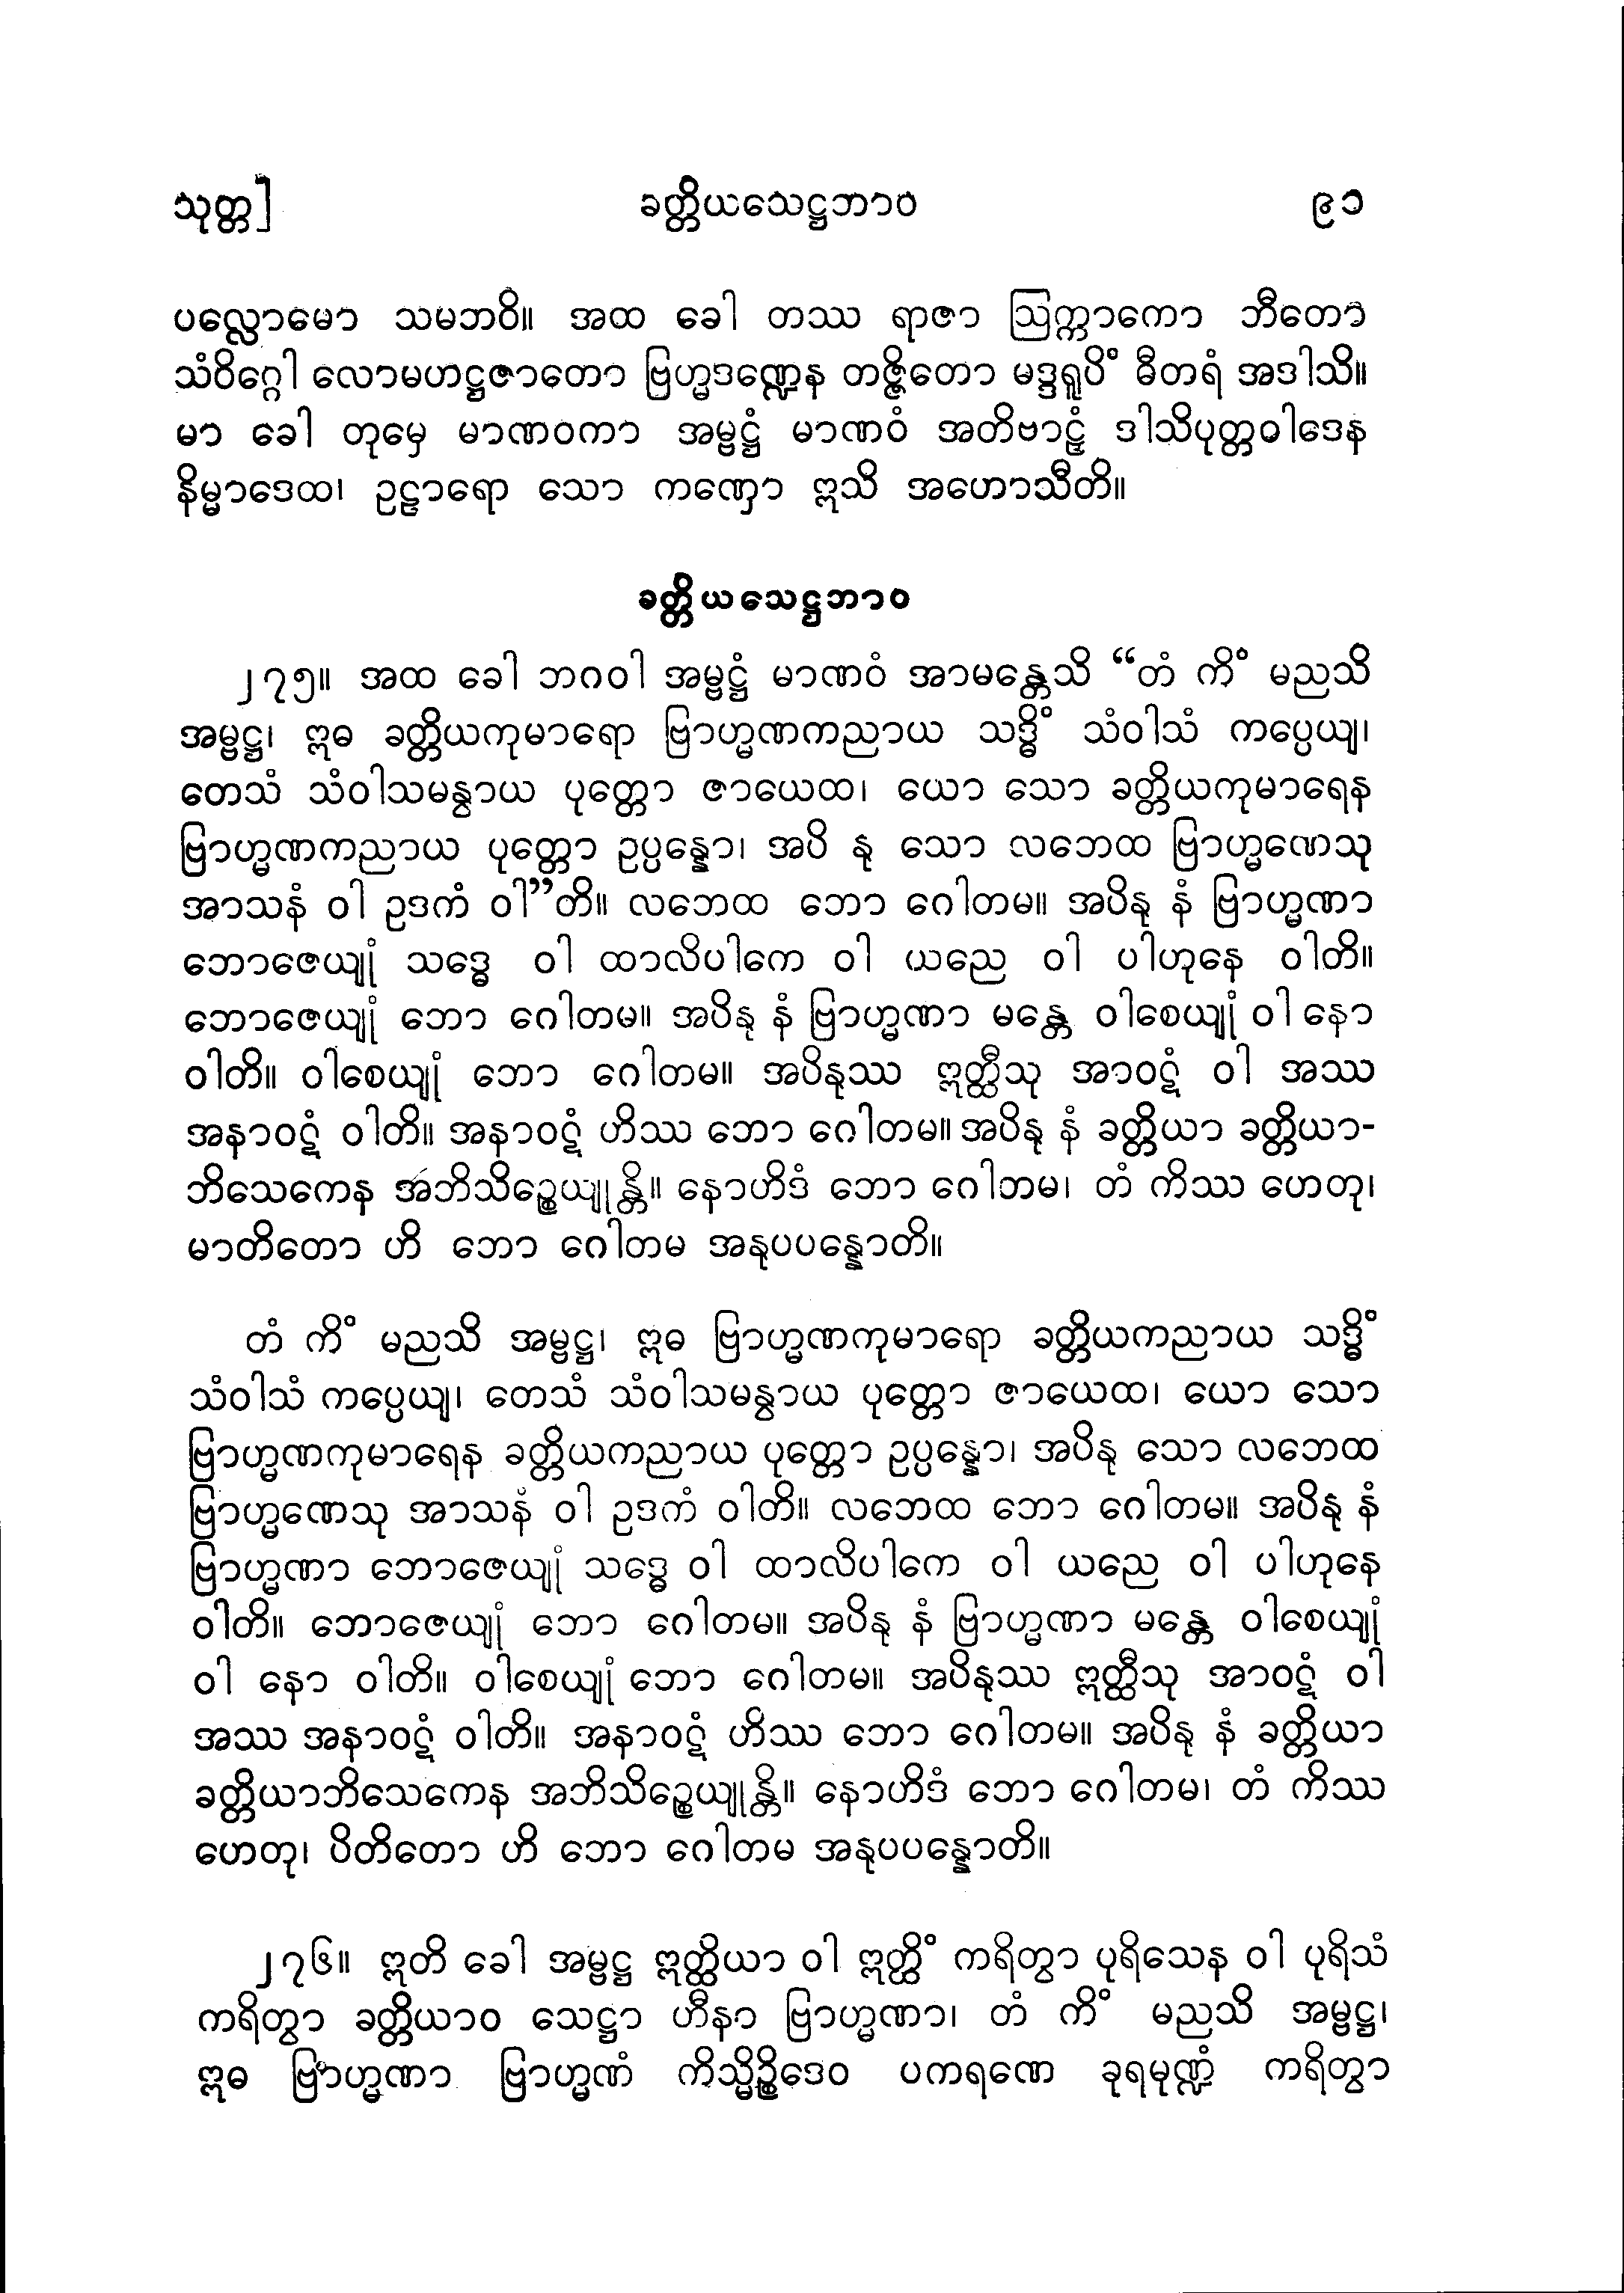 သုတ္တ]
ခတ္တိယသေဋ္ဌဘာဝ
၉၁
ပလ္လောမော သမဘဝိ။ အထ ခေါ တဿ ရာဇာ ဩက္ကာကော ဘီတော
သံဝိဂ္ဂေါ လောမဟဋ္ဌဇာတော ဗြဟ္မဒဏ္ဍေန တဇ္ဇိတော မဒ္ဒရူပိံ ဓီတရံ အဒါသိ။
မာ ခေါ တုမှေ မာဏဝကာ အမ္ဗဋ္ဌံ မာဏဝံ အတိဗာဠှံ ဒါသိပုတ္တဝါဒေန
နိမ္မာဒေထ၊ ဥဠာရော သော ကဏှော ဣသိ အဟောသီတိ။
ခတ္တိယသေဋ္ဌဘာဝ
၂၇၅။ အထ ခေါ ဘဂဝါ အမ္ဗဋ္ဌံ မာဏဝံ အာမန္တေသိ “တံ ကိံ မညသိ
အမ္ဗဋ္ဌ၊ ဣဓ ခတ္တိယကုမာရော ဗြာဟ္မဏကညာယ သဒ္ဓိံ သံဝါသံ ကပ္ပေယျ၊
တေသံ သံဝါသမန္ွာယ ပုတ္တော ဇာယေထ၊ ယော သော ခတ္တိယကုမာရေန
ဗြာဟ္မဏကညာယ ပုတ္တော ဥပ္ပန္နော၊ အပိ နု သော လဘေထ ဗြာဟ္မဏေသု
အာသနံ ဝါ ဥဒကံ ဝါ”တိ။ လဘေထ ဘော ဂေါတမ။ အပိနု နံ ဗြာဟ္မဏာ
ဘောဇေယျုံ သဒ္ဓေ ဝါ ထာလိပါကေ ဝါ ယညေ ဝါ ပါဟုနေ ဝါတိ။
ဘောဇေယျုံ ဘော ဂေါတမ။ အပိနု နံ ဗြာဟ္မဏာ မန္တေ ဝါစေယျုံ ဝါ နော
ဝါတိ။ ဝါစေယျုံ ဘော ဂေါတမ။ အပိနုဿ ဣတ္ထီသု အာဝဋံ ဝါ အဿ
အနာဝဋံ ဝါတိ။ အနာဝဋံ ဟိဿ ဘော ဂေါတမ။ အပိနု နံ ခတ္တိယာ ခတ္တိယာ-
ဘိသေကေန အဘိသိဉ္စေယျုန္တိ။ နောဟိဒံ ဘော ဂေါတမ၊ တံ ကိဿ ဟေတု၊
မာတိတော ဟိ ဘော ဂေါတမ အနုပပန္နောတိ။
တံ ကိံ မညသိ အမ္ဗဋ္ဌ၊ ဣဓ ဗြာဟ္မဏကုမာရော ခတ္တိယကညာယ သဒ္ဓိံ
သံဝါသံ ကပ္ပေယျ၊ တေသံ သံဝါသမန္ွာယ ပုတ္တော ဇာယေထ၊ ယော သော
ဗြာဟ္မဏကုမာရေန ခတ္တိယကညာယ ပုတ္တော ဥပ္ပန္နော၊ အပိနု သော လဘေထ
ဗြာဟ္မဏေသု အာသနံ ဝါ ဥဒကံ ဝါတိ။ လဘေထ ဘော ဂေါတမ။ အပိနု နံ
ဗြာဟ္မဏာ ဘောဇေယျုံ သဒ္ဓေ ဝါ ထာလိပါကေ ဝါ ယညေ ဝါ ပါဟုနေ
ဝါတိ။ ဘောဇေယျုံ ဘော ဂေါတမ။ အပိနု နံ ဗြာဟ္မဏာ မန္တေ ဝါစေယျုံ
ဝါ နော ဝါတိ။ ဝါစေယျုံ ဘော ဂေါတမ။ အပိနုဿ ဣတ္ထီသု အာဝဋံ ဝါ
အဿ အနာဝဋံ ဝါတိ။ အနာဝဋံ ဟိဿ ဘော ဂေါတမ။ အပိနု နံ ခတ္တိယာ
ခတ္တိယာဘိသေကေန အဘိသိဉ္စေယျုန္တိ။ နောဟိဒံ ဘော ဂေါတမ၊ တံ ကိဿ
ဟေတု၊ ပိတိတော ဟိ ဘော ဂေါတမ အနုပပန္နောတိ။
၂၇၆။ ဣတိ ခေါ အမ္ဗဋ္ဌ ဣတ္ထိယာ ဝါ ဣတ္ထိံ ကရိတွာ ပုရိသေန ဝါ ပုရိသံ
ကရိတွာ ခတ္တိယာဝ သေဋ္ဌာ ဟီနာ ဗြာဟ္မဏာ၊ တံ ကိံ မညသိ အမ္ဗဋ္ဌ၊
ဣဓ ဗြာဟ္မဏာ ဗြာဟ္မဏံ ကိသ္မိဉ္စိဒေဝ ပကရဏေ ခုရမုဏ္ဍံ ကရိတွာ